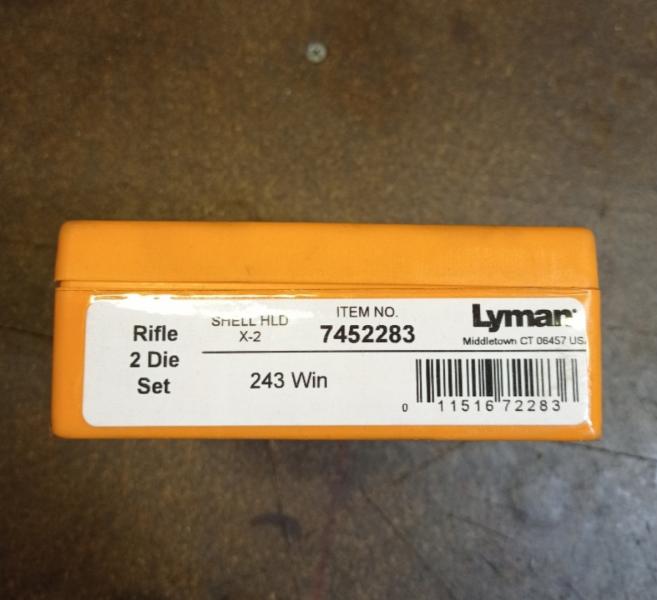 Rifle
2 Die
Set
SHELL HLD
X-2
ITEM NO.
7452283
Lyman
Middletown CT 06457 US
243 Win
0 11516 72283